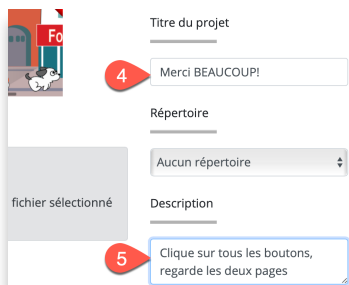 Titre du projet
Fo
4
Merci BEAUCOUP!
Répertoire
Aucun répertoire
fichier sélectionné
Description
5
Clique sur tous les boutons,
regarde les deux pages